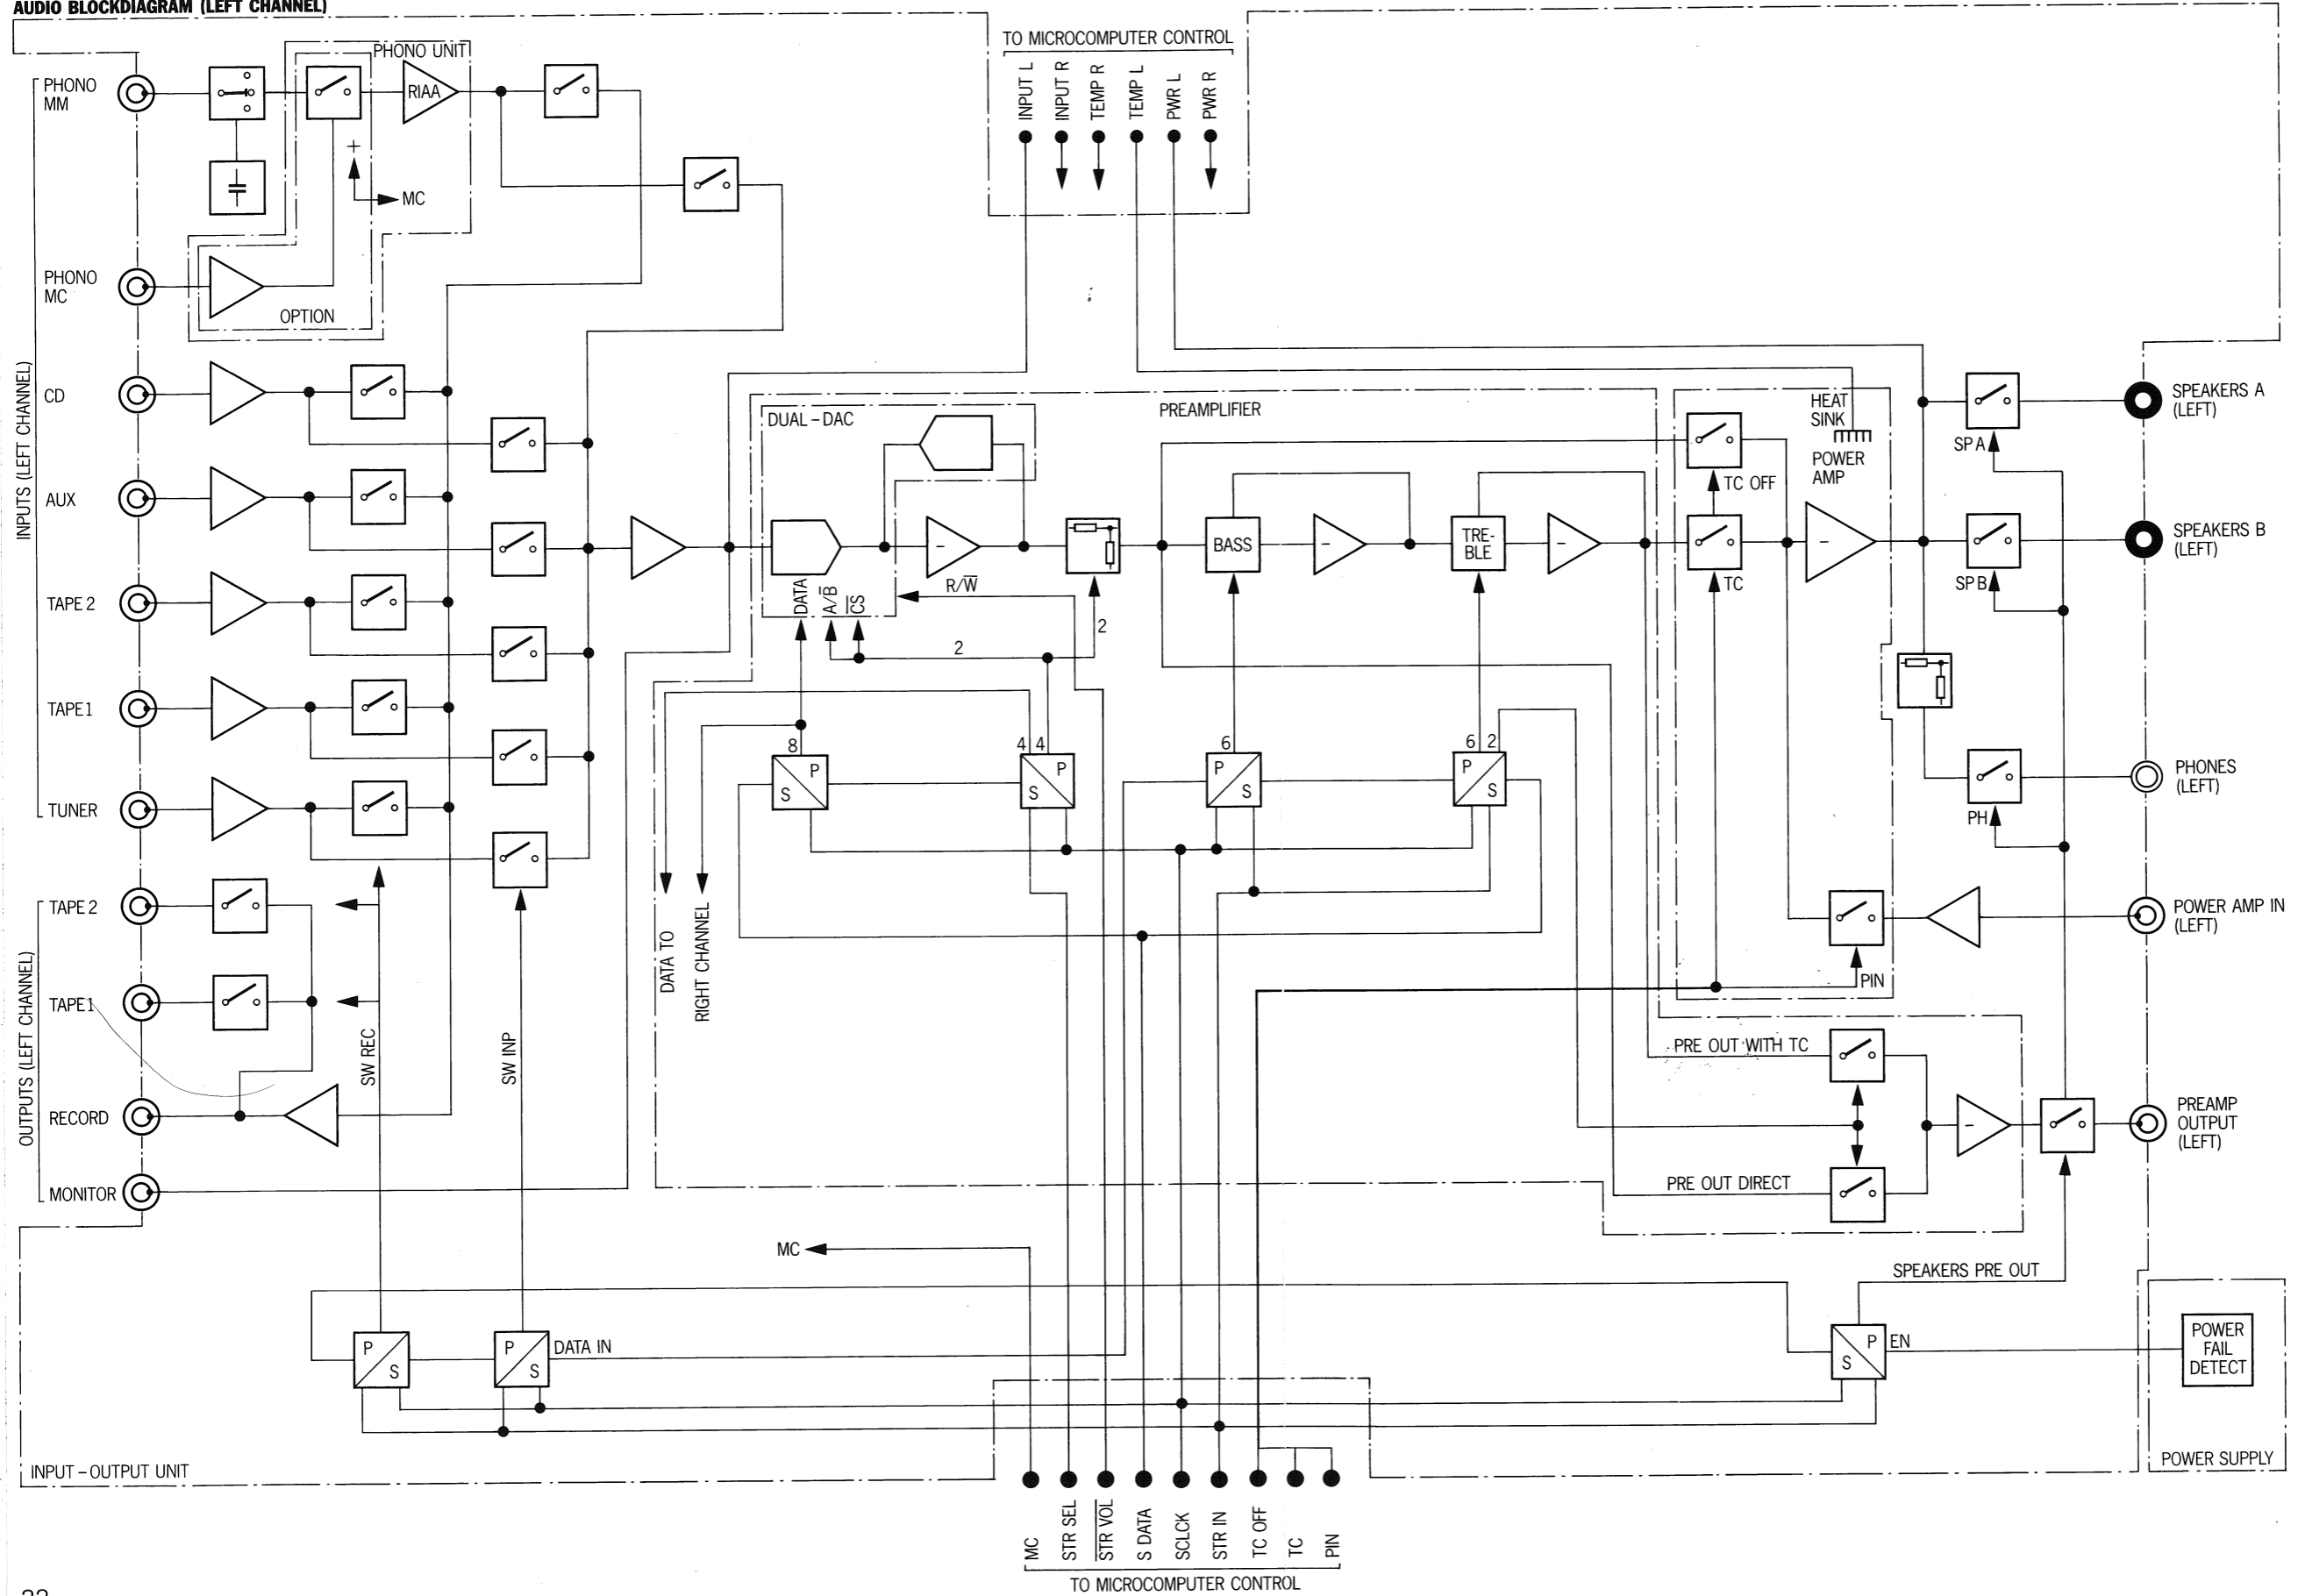 AUDIO BLOCKDIAGRAM (LEFT CHANNEL)
TO MICROCOMPUTER CONTROL
INPUT L
INPUT R
TEMP R
TEMP L
PWR L
PWR R
INPUTS (LEFT CHANNEL)
PHONO
MM
PHONO UNIT
RIAA
+
MC
PHONO
MC
OPTION
CD
AUX
TAPE 2
TAPE 1
TUNER
OUTPUTS (LEFT CHANNEL)
TAPE 2
TAPE 1
RECORD
MONITOR
SW REC
SW INP
DUAL-DAC
PREAMPLIFIER
DATA
A̅/B
C̅S̅
R/W̅
2
2
BASS
TRE-
BLE
HEAT
SINK
POWER
AMP
TC OFF
TC
SP A
SPEAKERS A
(LEFT)
SP B
SPEAKERS B
(LEFT)
PH
PHONES
(LEFT)
POWER AMP IN
(LEFT)
PIN
8
P
S
4 4
P
S
6
P
S
6 2
P
S
DATA TO
RIGHT CHANNEL
PRE OUT WITH TC
PRE OUT DIRECT
PREAMP
OUTPUT
(LEFT)
MC
SPEAKERS PRE OUT
P
S
P
S
DATA IN
P
S
EN
POWER
FAIL
DETECT
POWER SUPPLY
INPUT-OUTPUT UNIT
MC
STR SEL
S̅T̅R̅ V̅O̅L̅
S DATA
SCLCK
STR IN
TC OFF
TC
PIN
TO MICROCOMPUTER CONTROL